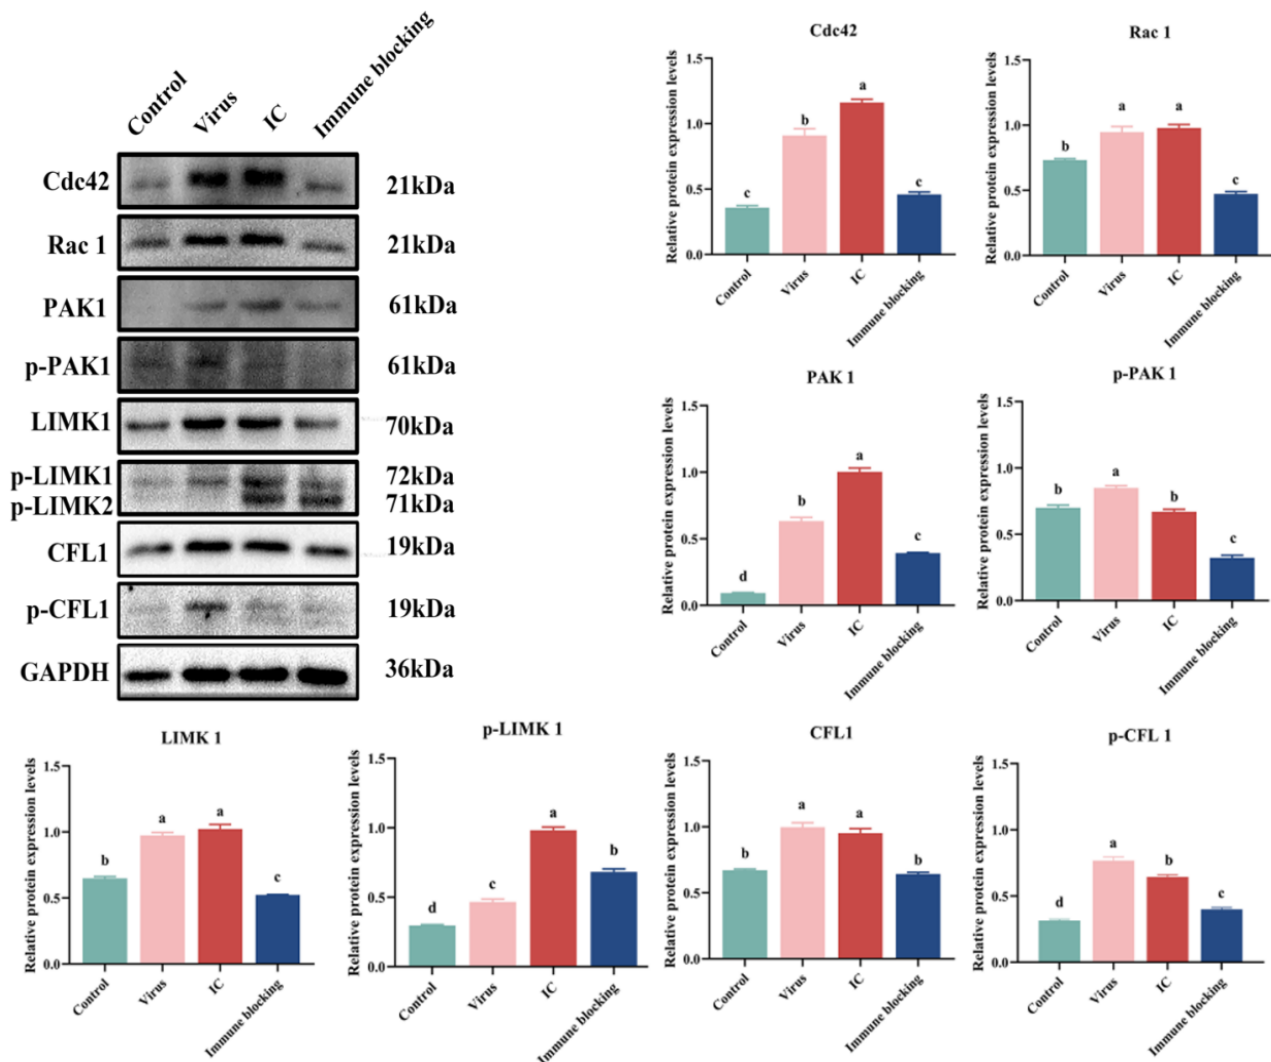 Control Virus IC Immune blocking
Cdc42 21kDa
Rac 1 21kDa
PAK1 61kDa
p-PAK1 61kDa
LIMK1 70kDa
p-LIMK1 72kDa
p-LIMK2 71kDa
CFL1 19kDa
p-CFL1 19kDa
GAPDH 36kDa
Cdc42
Relative protein expression levels
1.5
1.0
0.5
0.0
c b a c
Control Virus IC Immune blocking
Rac 1
Relative protein expression levels
1.5
1.0
0.5
0.0
b a a c
Control Virus IC Immune blocking
PAK 1
Relative protein expression levels
1.5
1.0
0.5
0.0
d b a c
Control Virus IC Immune blocking
p-PAK 1
Relative protein expression levels
1.5
1.0
0.5
0.0
b a b c
Control Virus IC Immune blocking
LIMK 1
Relative protein expression levels
1.5
1.0
0.5
0.0
b a a c
Control Virus IC Immune blocking
p-LIMK 1
Relative protein expression levels
1.5
1.0
0.5
0.0
d c a b
Control Virus IC Immune blocking
CFL1
Relative protein expression levels
1.5
1.0
0.5
0.0
b a a b
Control Virus IC Immune blocking
p-CFL 1
Relative protein expression levels
1.5
1.0
0.5
0.0
d a b c
Control Virus IC Immune blocking